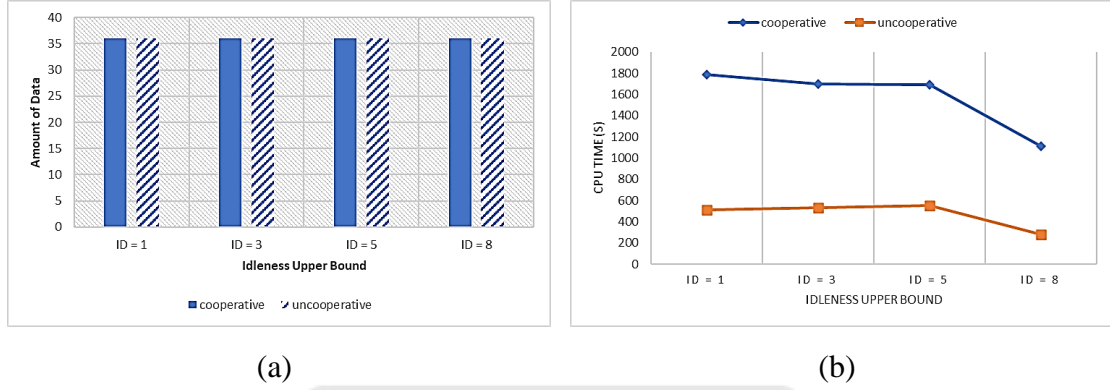 40
35
30
25
20
15
10
5
0
Amount of Data
ID = 1 ID = 3 ID = 5 ID = 8
Idleness Upper Bound
cooperative uncooperative
(a)
cooperative uncooperative
2000
1800
1600
1400
1200
1000
800
600
400
200
0
CPU TIME (S)
ID = 1 ID = 3 ID = 5 ID = 8
IDLENESS UPPER BOUND
(b)